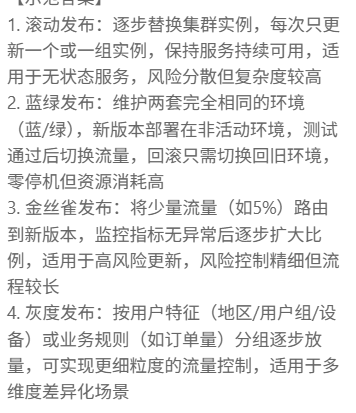 【示范答案】
1. 滚动发布：逐步替换集群实例，每次只更
新一个或一组实例，保持服务持续可用，适
用于无状态服务，风险分散但复杂度较高
2. 蓝绿发布：维护两套完全相同的环境
（蓝/绿），新版本部署在非活动环境，测试
通过后切换流量，回滚只需切换回旧环境，
零停机但资源消耗高
3. 金丝雀发布：将少量流量（如5%）路由
到新版本，监控指标无异常后逐步扩大比
例，适用于高风险更新，风险控制精细但流
程较长
4. 灰度发布：按用户特征（地区/用户组/设
备）或业务规则（如订单量）分组逐步放
量，可实现更细粒度的流量控制，适用于多
维度差异化场景